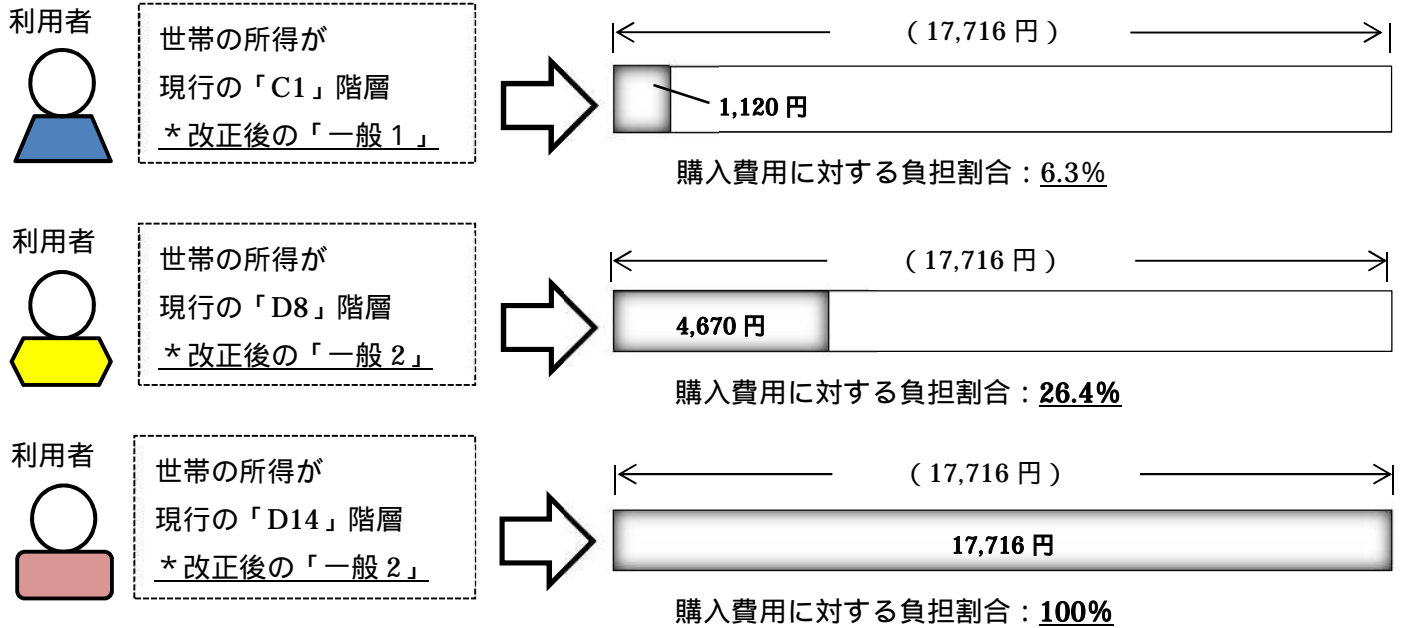 利用者
世帯の所得が
現行の「C1」階層
*改正後の「一般１」
(17,716 円)
1,120 円
購入費用に対する負担割合:6.3%
利用者
世帯の所得が
現行の「D8」階層
*改正後の「一般 2」
(17,716 円)
4,670 円
購入費用に対する負担割合:26.4%
利用者
世帯の所得が
現行の「D14」階層
*改正後の「一般 2」
(17,716 円)
17,716 円
購入費用に対する負担割合:100%